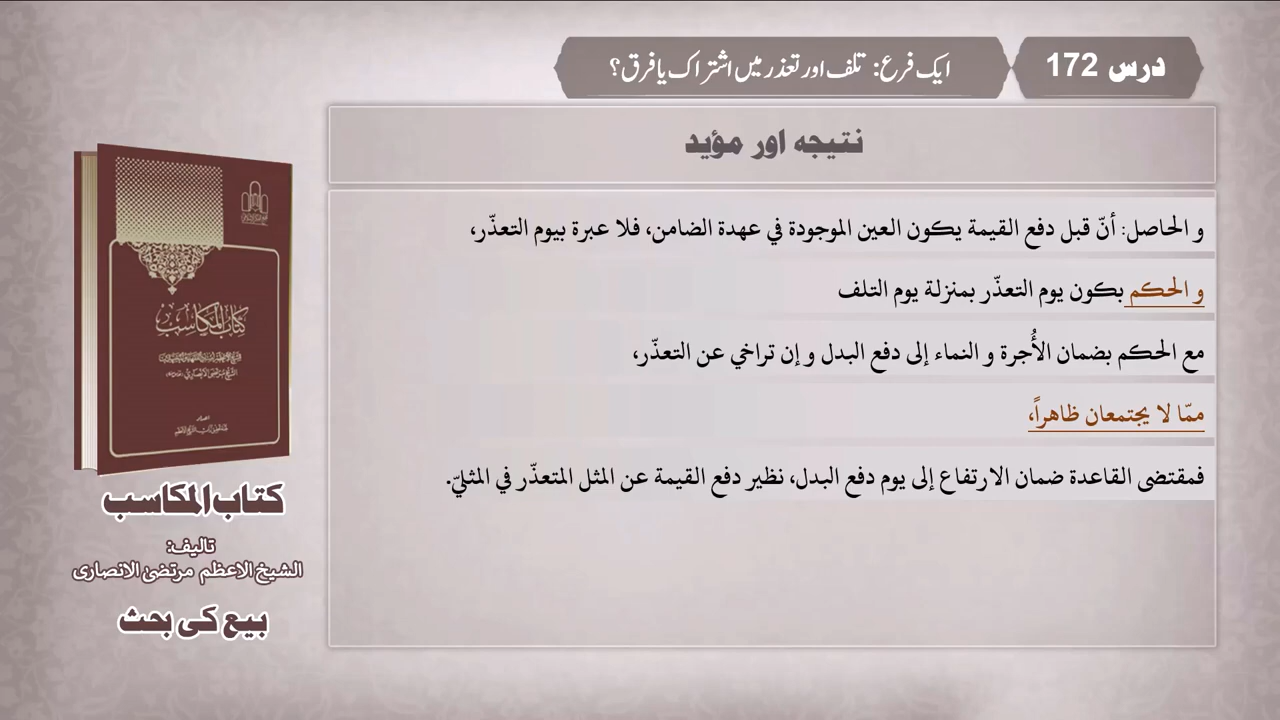 درس 172
ایک فرع: تلف اور تعذر میں اشتراک یا فرق؟
نتیجه اور مؤید
و الحاصل: أنّ قبل دفع القيمة يكون العين الموجودة في عهدة الضامن، فلا عبرة بيوم التعذّر،
و الحكم بكون يوم التعذّر بمنزلة يوم التلف
مع الحكم بضمان الأُجرة و النماء إلى دفع البدل و إن تراخي عن التعذّر،
ممّا لا يجتمعان ظاهراً،
فمقتضى القاعدة ضمان الارتفاع إلى يوم دفع البدل، نظير دفع القيمة عن المثل المتعذّر في المثليّ.
كتاب المكاسب
كتاب المكاسب
تالیف:
الشیخ الاعظم مرتضیٰ الانصاری
بیع کی بحث